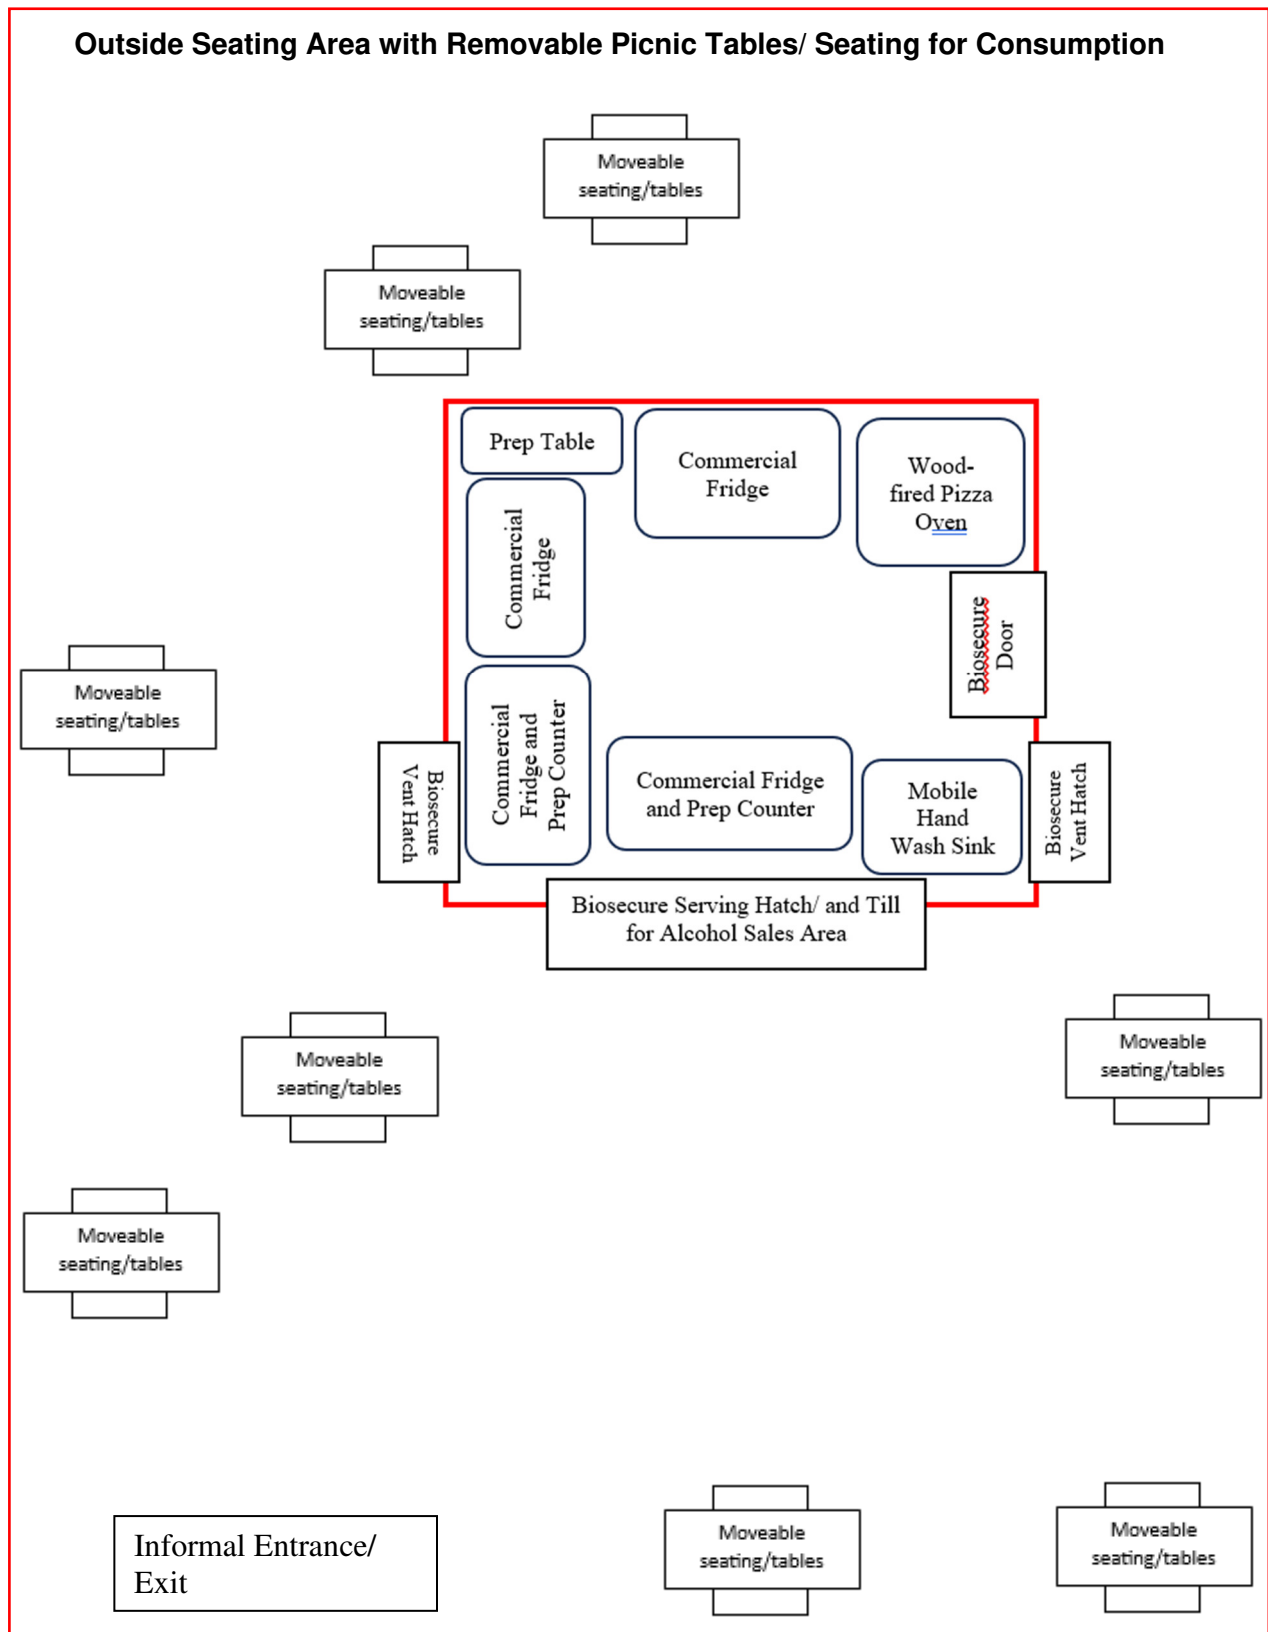 Outside Seating Area with Removable Picnic Tables/ Seating for Consumption
Moveable
seating/tables
Moveable
seating/tables
Prep Table
Commercial
Fridge
Wood-
fired Pizza
Oven
Commercial
Fridge
Biosecure
Door
Moveable
seating/tables
Commercial
Fridge and
Prep Counter
Biosecure
Vent Hatch
Commercial Fridge
and Prep Counter
Mobile
Hand
Wash Sink
Biosecure
Vent Hatch
Biosecure Serving Hatch/ and Till
for Alcohol Sales Area
Moveable
seating/tables
Moveable
seating/tables
Moveable
seating/tables
Informal Entrance/
Exit
Moveable
seating/tables
Moveable
seating/tables